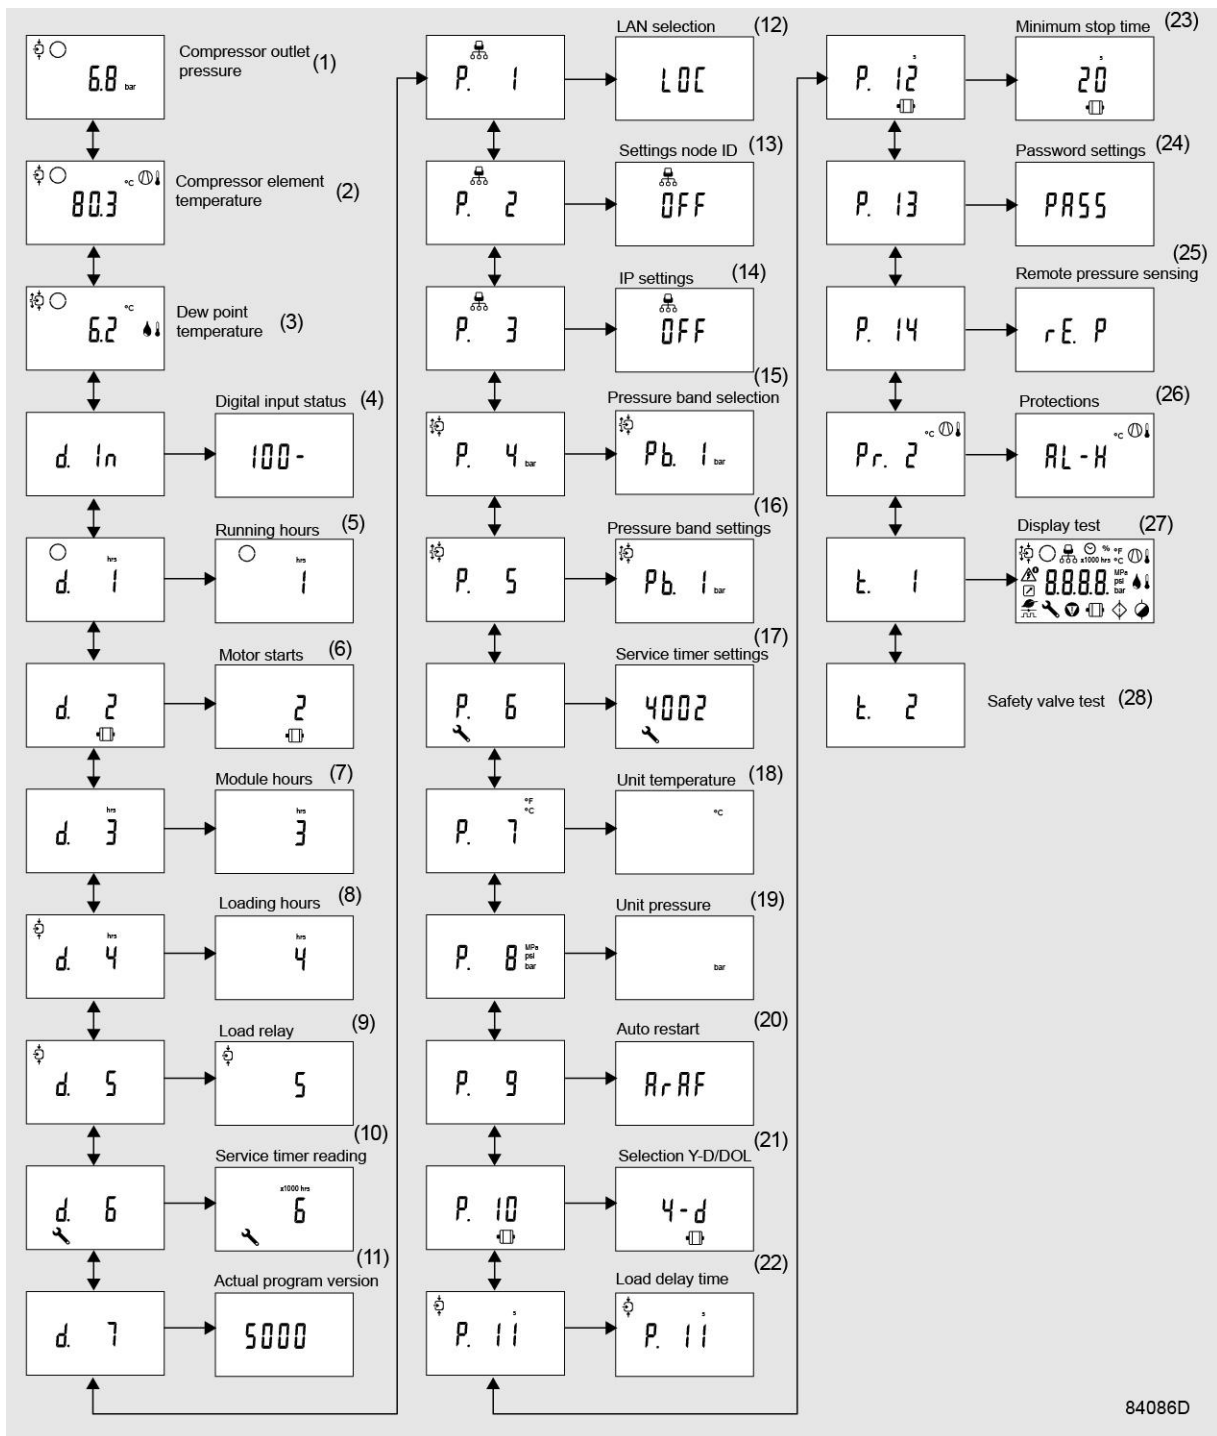 Compressor outlet
pressure
(1)
6.8 bar
Compressor element
temperature
(2)
°C
80.3
Dew point
temperature
(3)
°C
6.2
d. In
Digital input status (4)
100-
hrs
d. 1
Running hours (5)
hrs
1
d. 2
Motor starts (6)
2
hrs
d. 3
Module hours (7)
hrs
3
hrs
d. 4
Loading hours (8)
hrs
4
d. 5
Load relay (9)
5
d. 6
(10)
Service timer reading
x1000 hrs
6
d. 7
(11)
Actual program version
5000
P. 1
LAN selection (12)
LOC
P. 2
Settings node ID (13)
OFF
P. 3
IP settings (14)
OFF
P. 4 bar
(15)
Pressure band selection
Pb. 1 bar
P. 5
(16)
Pressure band settings
Pb. 1 bar
P. 6
(17)
Service timer settings
4002
°F
°C
P. 7
Unit temperature (18)
°C
P. 8
MPa
psi
bar
Unit pressure (19)
bar
P. 9
(20)
Auto restart
ArAF
P. 10
(21)
Selection Y-D/DOL
4-d
s
P. 11
(22)
Load delay time
s
P. 11
s
P. 12
Minimum stop time (23)
s
20
P. 13
Password settings (24)
PASS
P. 14
(25)
Remote pressure sensing
rE. P
°C
Pr. 2
Protections (26)
°C
AL-H
t. 1
Display test (27)
% °F
x1000 hrs °C
8.8.8.8.
MPa
psi
bar
t. 2
Safety valve test (28)
84086D